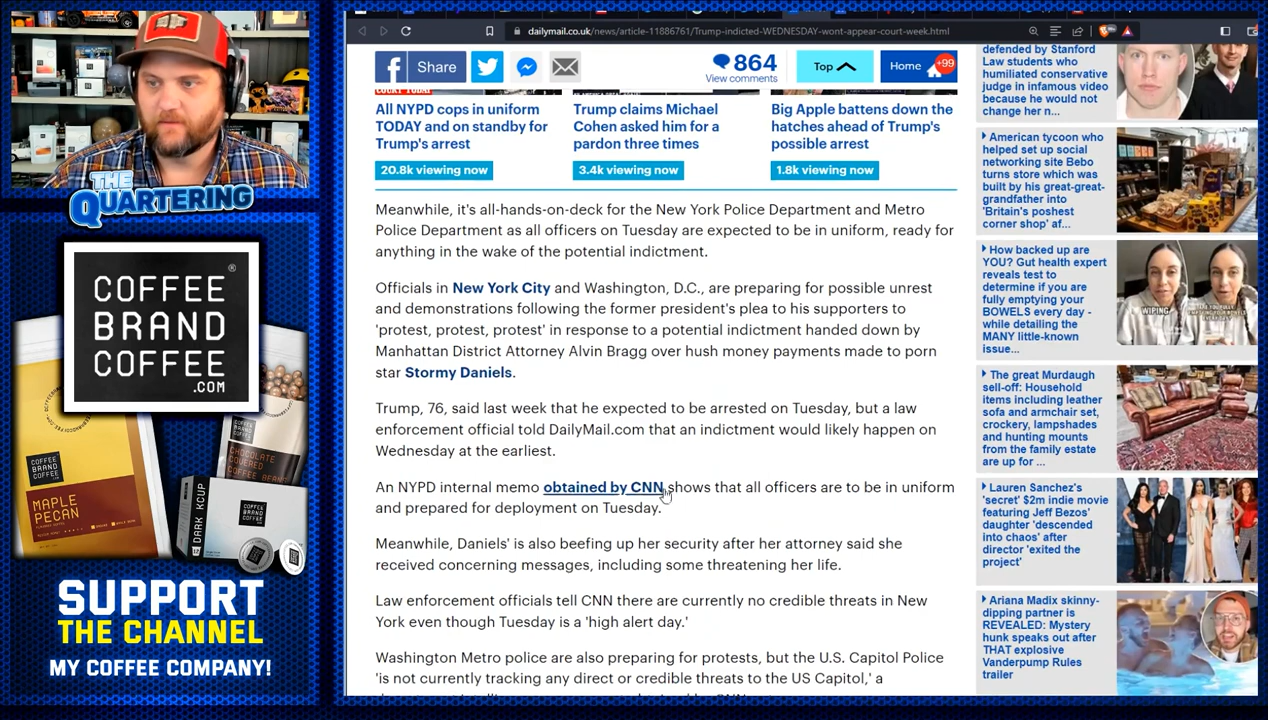 THE
QUARTERING
COFFEE
BRAND
COFFEE
.COM
MAPLE
PECAN
DARK KCUP
SUPPORT
THE CHANNEL
MY COFFEE COMPANY!
dailymail.co.uk/news/article-11886761/Trump-indicted-WEDNESDAY-wont-appear-court-week.html
Share
864
View comments
Top
Home
+99
All NYPD cops in uniform
TODAY and on standby for
Trump's arrest
20.8k viewing now
Trump claims Michael
Cohen asked him for a
pardon three times
3.4k viewing now
Big Apple battens down the
hatches ahead of Trump's
possible arrest
1.8k viewing now
Meanwhile, it's all-hands-on-deck for the New York Police Department and Metro
Police Department as all officers on Tuesday are expected to be in uniform, ready for
anything in the wake of the potential indictment.
Officials in New York City and Washington, D.C., are preparing for possible unrest
and demonstrations following the former president's plea to his supporters to
'protest, protest, protest' in response to a potential indictment handed down by
Manhattan District Attorney Alvin Bragg over hush money payments made to porn
star Stormy Daniels.
Trump, 76, said last week that he expected to be arrested on Tuesday, but a law
enforcement official told DailyMail.com that an indictment would likely happen on
Wednesday at the earliest.
An NYPD internal memo obtained by CNN shows that all officers are to be in uniform
and prepared for deployment on Tuesday.
Meanwhile, Daniels' is also beefing up her security after her attorney said she
received concerning messages, including some threatening her life.
Law enforcement officials tell CNN there are currently no credible threats in New
York even though Tuesday is a 'high alert day.'
Washington Metro police are also preparing for protests, but the U.S. Capitol Police
'is not currently tracking any direct or credible threats to the US Capitol,' a
defended by Stanford
Law students who
humiliated conservative
judge in infamous video
because he would not
change her n...
American tycoon who
helped set up social
networking site Bebo
turns store which was
built by his great-great-
grandfather into
'Britain's poshest
corner shop' af...
How backed up are
YOU? Gut health expert
reveals test to
determine if you are
fully emptying your
BOWELS every day -
while detailing the
MANY little-known
issue...
WIPING
The great Murdaugh
sell-off: Household
items including leather
sofa and armchair set,
crockery, lampshades
and hunting mounts
from the family estate
are up for ...
Lauren Sanchez's
'secret' $2m indie movie
featuring Jeff Bezos'
daughter 'descended
into chaos' after
director 'exited the
project'
Ariana Madix skinny-
dipping partner is
REVEALED: Mystery
hunk speaks out after
THAT explosive
Vanderpump Rules
trailer